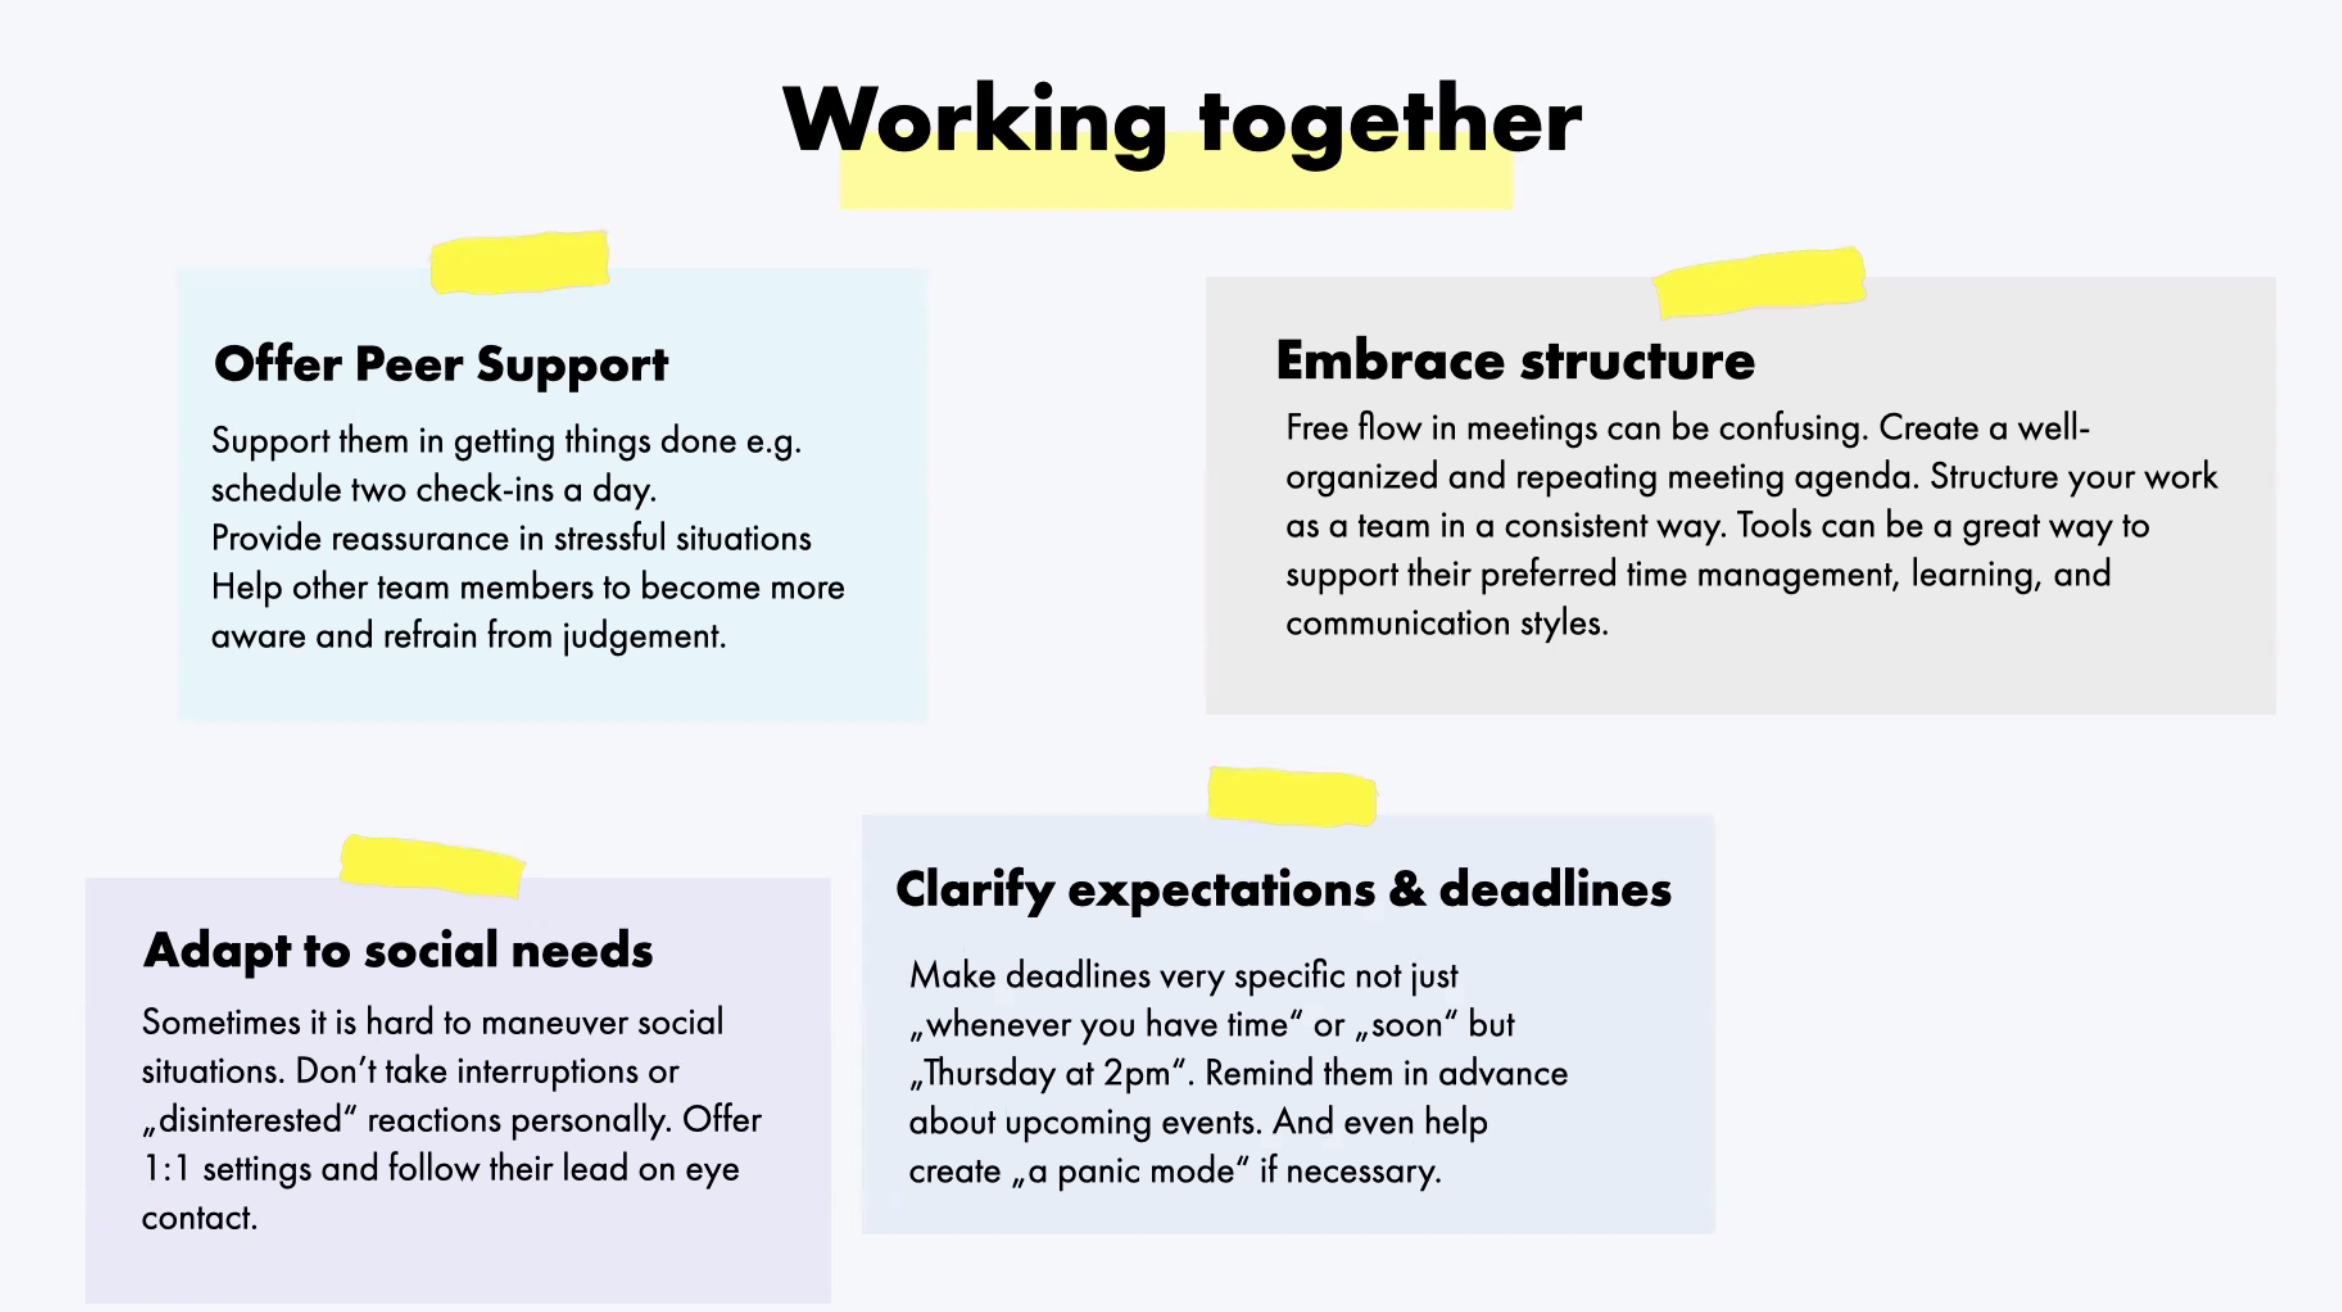 Working together
Offer Peer Support
Support them in getting things done e.g.
schedule two check-ins a day.
Provide reassurance in stressful situations
Help other team members to become more
aware and refrain from judgement.
Embrace structure
Free flow in meetings can be confusing. Create a well-
organized and repeating meeting agenda. Structure your work
as a team in a consistent way. Tools can be a great way to
support their preferred time management, learning, and
communication styles.
Adapt to social needs
Sometimes it is hard to maneuver social
situations. Don’t take interruptions or
„disinterested“ reactions personally. Offer
1:1 settings and follow their lead on eye
contact.
Clarify expectations & deadlines
Make deadlines very specific not just
„whenever you have time“ or „soon“ but
„Thursday at 2pm“. Remind them in advance
about upcoming events. And even help
create „a panic mode“ if necessary.